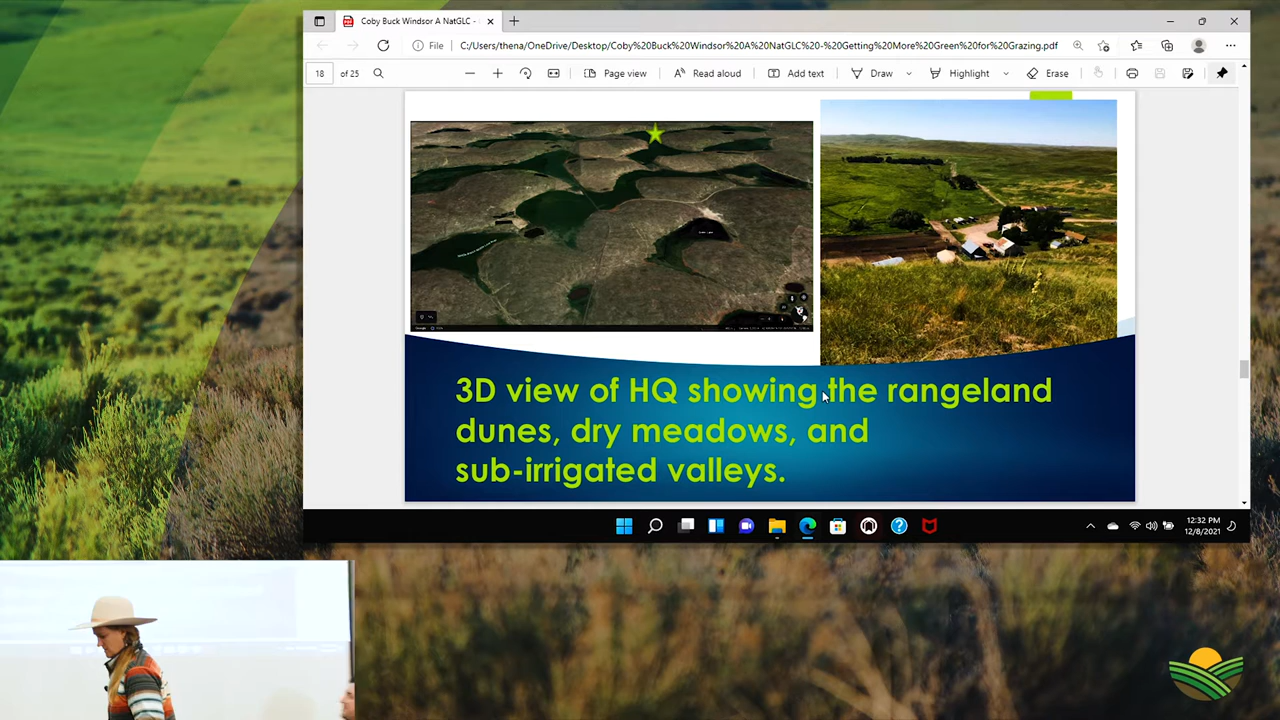 Coby Buck Windsor A NatGLC -
File
C:/Users/thena/OneDrive/Desktop/Coby%20Buck%20Windsor%20A%20NatGLC%20-%20Getting%20More%20Green%20for%20Grazing.pdf
18 of 25
Page view
Read aloud
Add text
Draw
Highlight
Erase
Google
3D view of HQ showing the rangeland
dunes, dry meadows, and
sub-irrigated valleys.
12:32 PM
12/8/2021